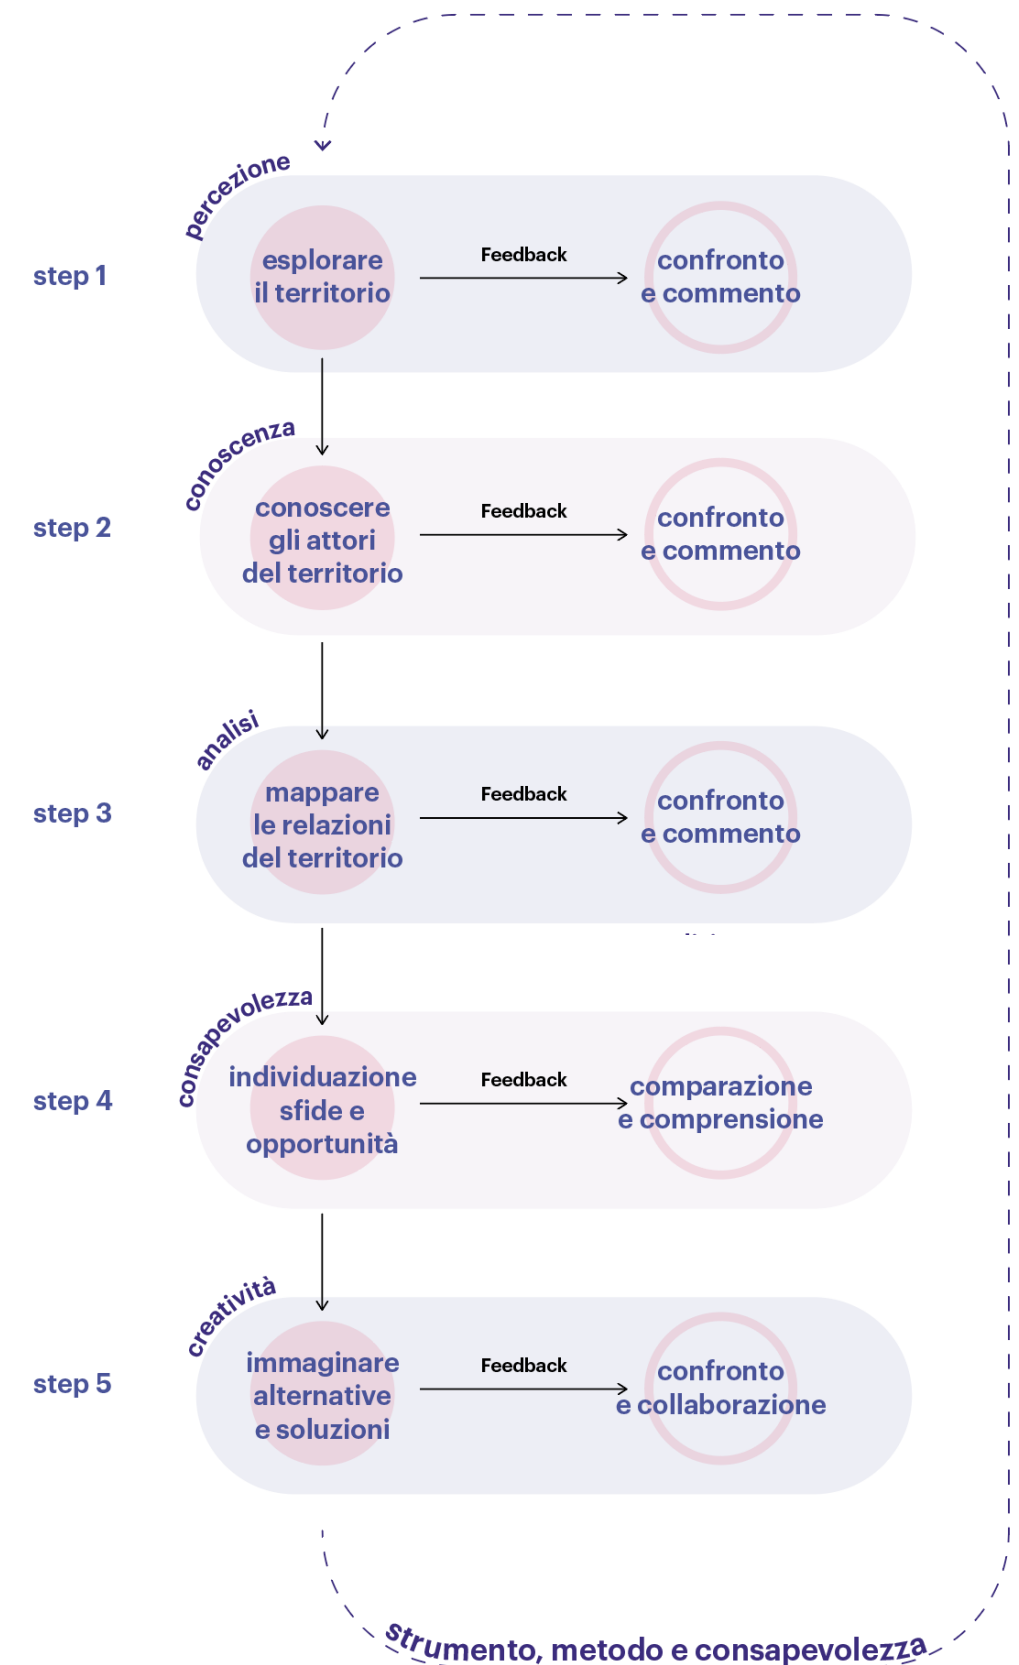 percezione
step 1
esplorare
il territorio
Feedback
confronto
e commento
conoscenza
step 2
conoscere
gli attori
del territorio
Feedback
confronto
e commento
analisi
step 3
mappare
le relazioni
del territorio
Feedback
confronto
e commento
consapevolezza
step 4
individuazione
sfide e
opportunità
Feedback
comparazione
e comprensione
creatività
step 5
immaginare
alternative
e soluzioni
Feedback
confronto
e collaborazione
strumento, metodo e consapevolezza